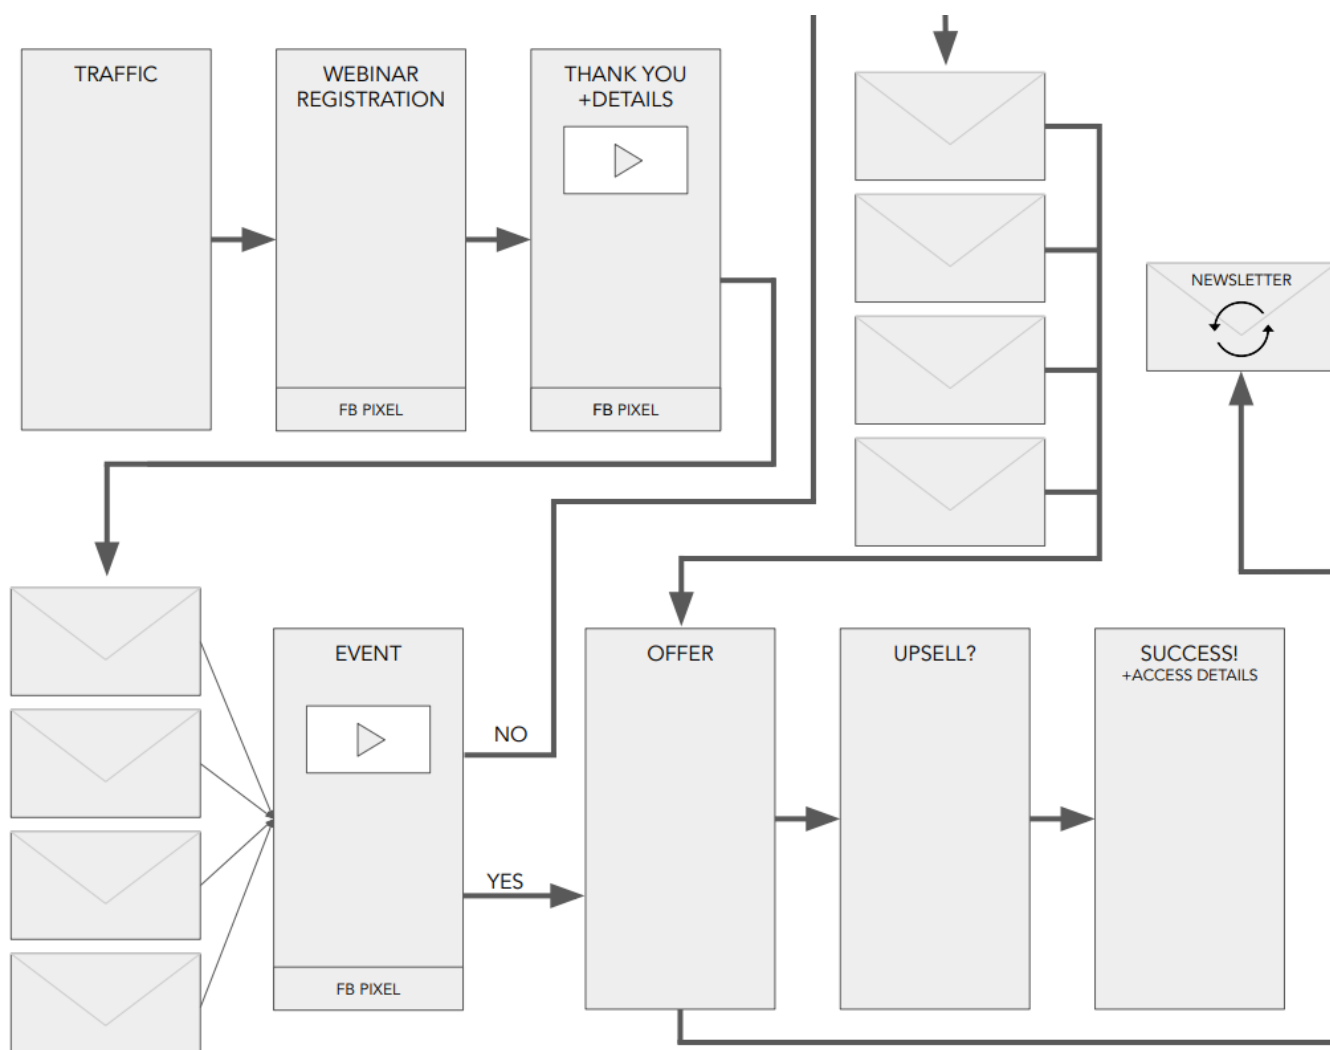 TRAFFIC
WEBINAR
REGISTRATION
FB PIXEL
THANK YOU
+DETAILS
FB PIXEL
NEWSLETTER
EVENT
FB PIXEL
NO
YES
OFFER
UPSELL?
SUCCESS!
+ACCESS DETAILS